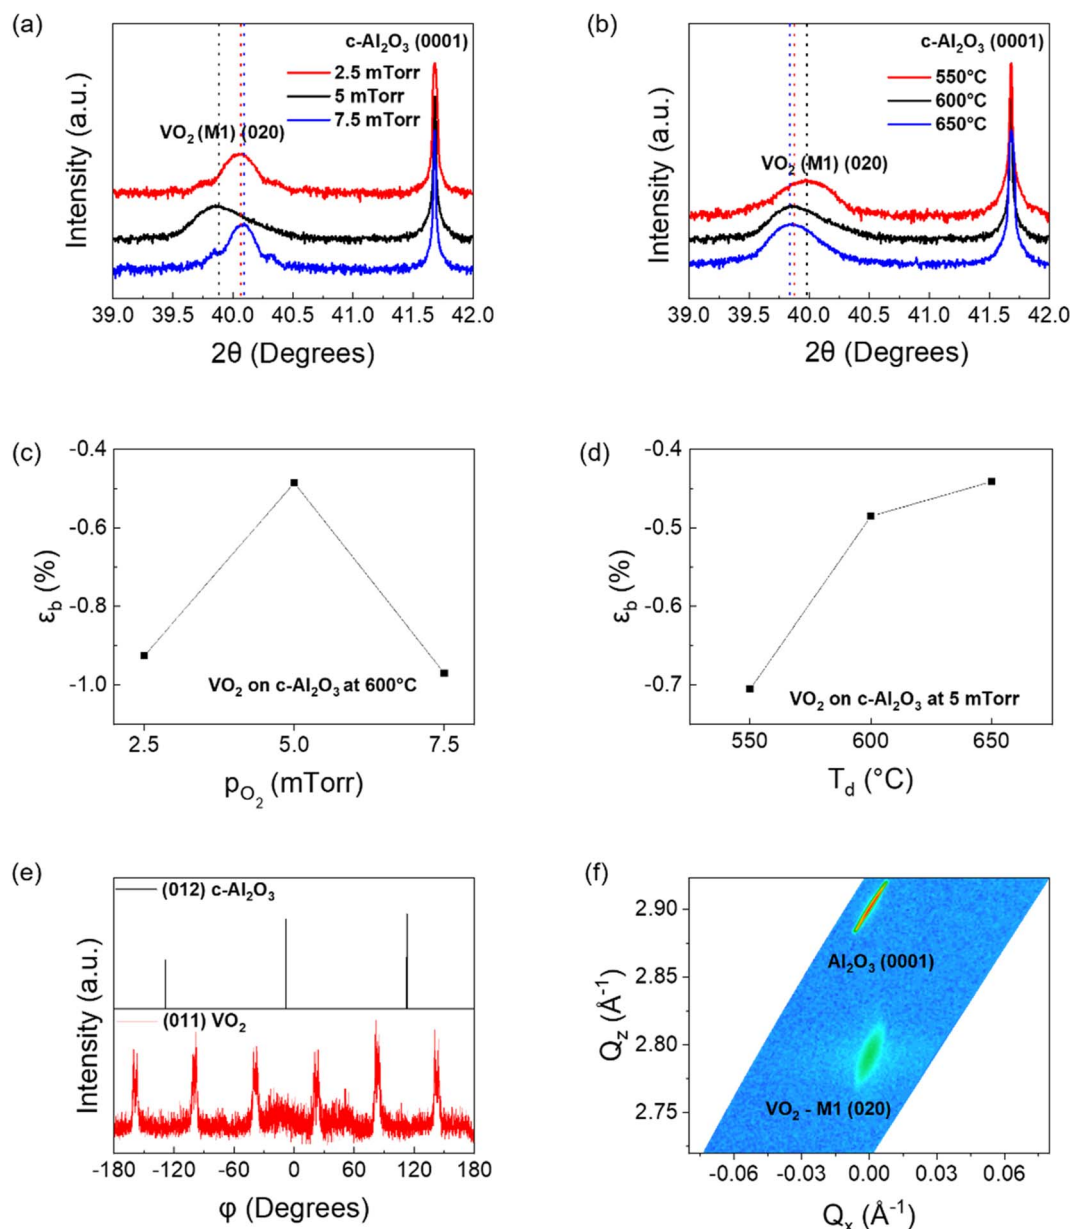 (a)
c-Al₂O₃ (0001)
2.5 mTorr
5 mTorr
7.5 mTorr
VO₂ (M1) (020)
Intensity (a.u.)
39.0 39.5 40.0 40.5 41.0 41.5 42.0
2θ (Degrees)
(b)
c-Al₂O₃ (0001)
550°C
600°C
650°C
VO₂ (M1) (020)
Intensity (a.u.)
39.0 39.5 40.0 40.5 41.0 41.5 42.0
2θ (Degrees)
(c)
-0.4
-0.6
-0.8
-1.0
ε_b (%)
VO₂ on c-Al₂O₃ at 600°C
2.5 5.0 7.5
p_O₂ (mTorr)
(d)
-0.4
-0.5
-0.6
-0.7
ε_b (%)
VO₂ on c-Al₂O₃ at 5 mTorr
550 600 650
T_d (°C)
(e)
(012) c-Al₂O₃
(011) VO₂
Intensity (a.u.)
-180 -120 -60 0 60 120 180
φ (Degrees)
(f)
2.90
2.85
2.80
2.75
Q_z (Å⁻¹)
Al₂O₃ (0001)
VO₂ - M1 (020)
-0.06 -0.03 0.00 0.03 0.06
Q_x (Å⁻¹)